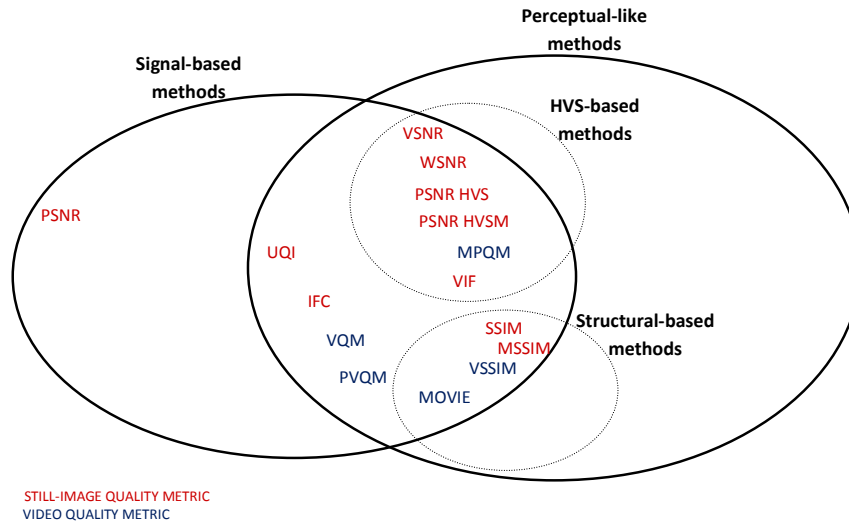 Perceptual-like
methods
Signal-based
methods
HVS-based
methods
VSNR
WSNR
PSNR HVS
PSNR
PSNR HVSM
UQI
MPQM
VIF
IFC
SSIM
Structural-based
methods
VQM
MSSIM
VSSIM
PVQM
MOVIE
STILL-IMAGE QUALITY METRIC
VIDEO QUALITY METRIC